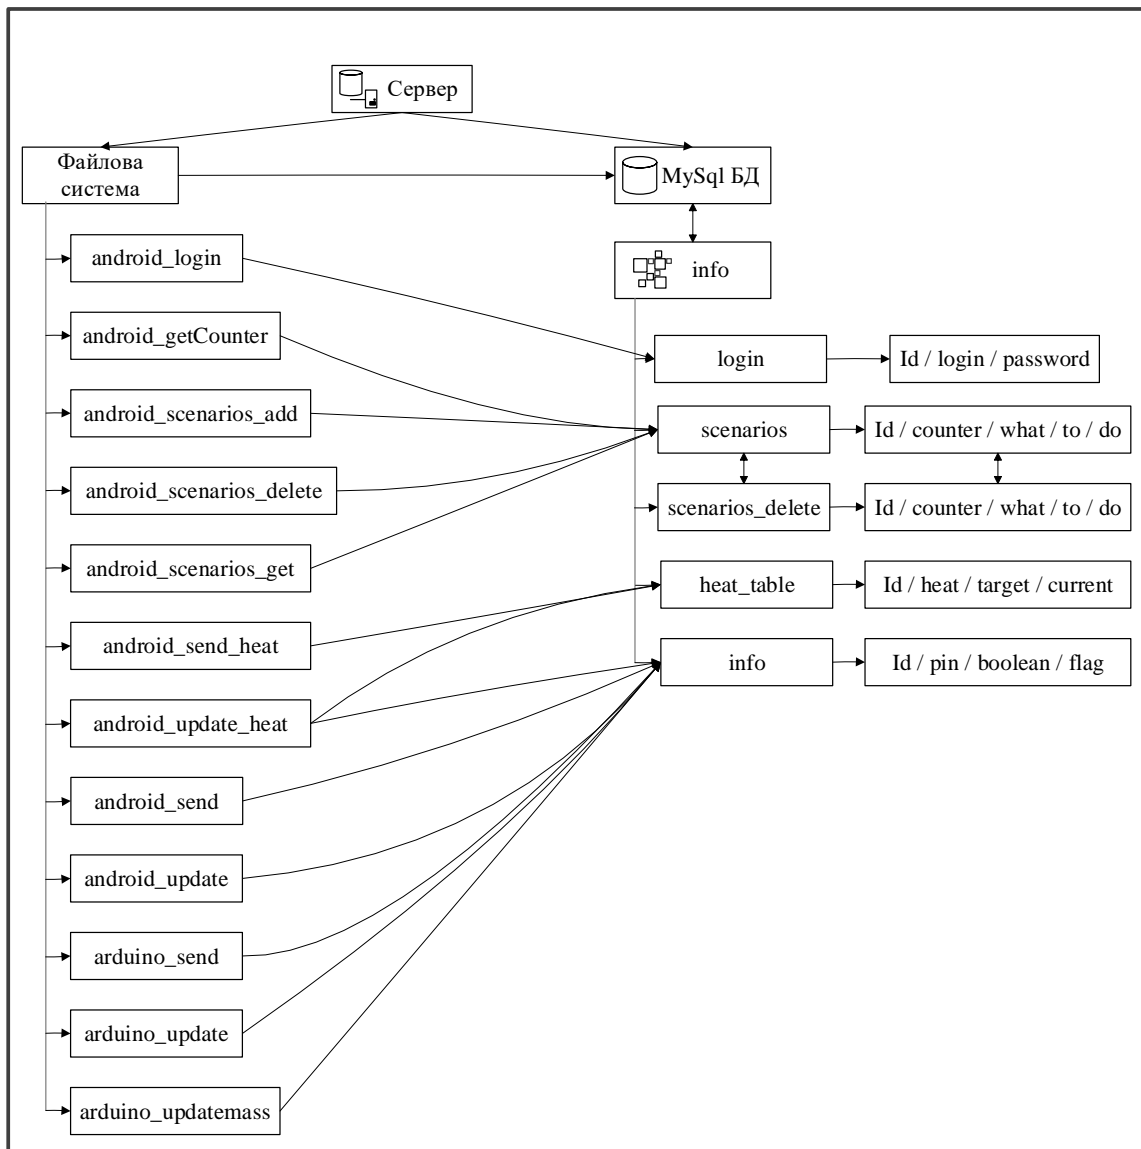 Сервер
Файлова
система
MySql БД
android_login
info
android_getCounter
login
Id / login / password
android_scenarios_add
scenarios
Id / counter / what / to / do
android_scenarios_delete
scenarios_delete
Id / counter / what / to / do
android_scenarios_get
heat_table
Id / heat / target / current
android_send_heat
info
Id / pin / boolean / flag
android_update_heat
android_send
android_update
arduino_send
arduino_update
arduino_updatemass